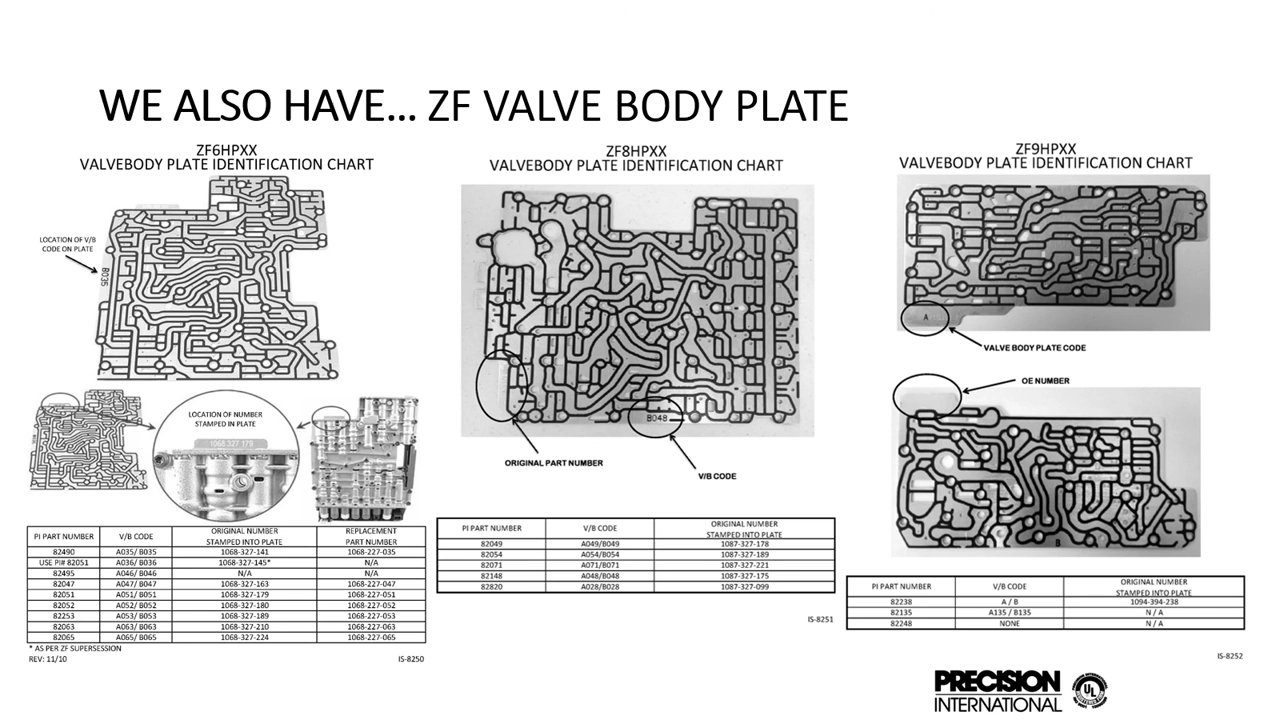 WE ALSO HAVE... ZF VALVE BODY PLATE
ZF6HPXX
VALVEBODY PLATE IDENTIFICATION CHART
LOCATION OF V/B
CODE ON PLATE
B035
LOCATION OF NUMBER
STAMPED IN PLATE
1068 327 179
PI PART NUMBER V/B CODE ORIGINAL NUMBER STAMPED INTO PLATE REPLACEMENT PART NUMBER
82490 A035/ B035 1068-327-141 1068-227-035
USE PI# 82051 A036/ B036 1068-327-145* N/A
82495 A046/ B046 N/A N/A
82047 A047/ B047 1068-327-163 1068-227-047
82051 A051/ B051 1068-327-179 1068-227-051
82052 A052/ B052 1068-327-180 1068-227-052
82253 A053/ B053 1068-327-189 1068-227-053
82063 A063/ B063 1068-327-210 1068-227-063
82065 A065/ B065 1068-327-224 1068-227-065
* AS PER ZF SUPERSESSION
REV: 11/10 IS-8250
ZF8HPXX
VALVEBODY PLATE IDENTIFICATION CHART
B048
ORIGINAL PART NUMBER
V/B CODE
PI PART NUMBER V/B CODE ORIGINAL NUMBER STAMPED INTO PLATE
82049 A049/B049 1087-327-178
82054 A054/B054 1087-327-189
82071 A071/B071 1087-327-221
82148 A048/B048 1087-327-175
82820 A028/B028 1087-327-099
IS-8251
ZF9HPXX
VALVEBODY PLATE IDENTIFICATION CHART
A
VALVE BODY PLATE CODE
OE NUMBER
B
PI PART NUMBER V/B CODE ORIGINAL NUMBER STAMPED INTO PLATE
82238 A / B 1094-394-238
82135 A135 / B135 N / A
82248 NONE N / A
IS-8252
PRECISION
INTERNATIONAL
UL